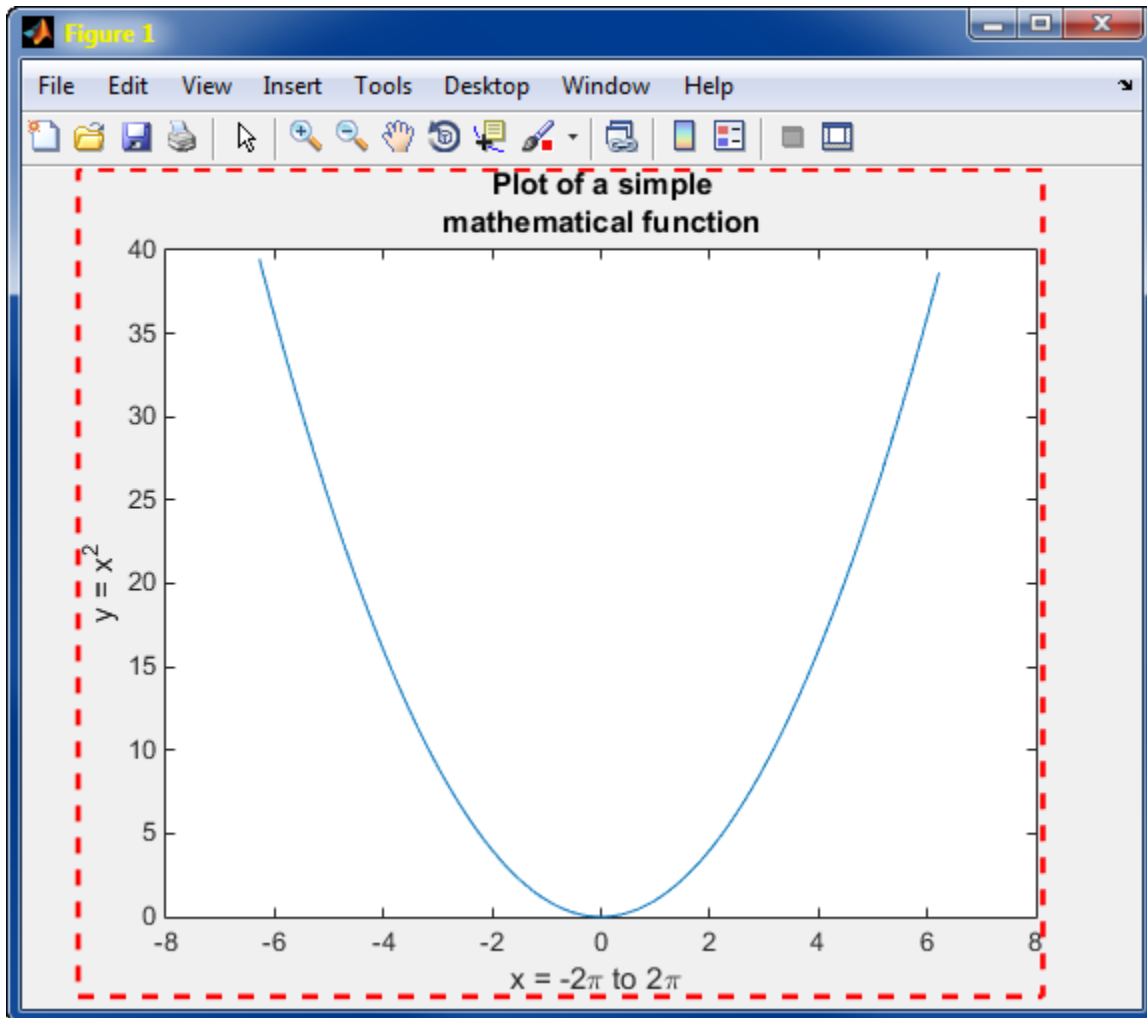 Figure 1
File Edit View Insert Tools Desktop Window Help
Plot of a simple
mathematical function
40
35
30
25
20
15
10
5
0
y = x²
-8 -6 -4 -2 0 2 4 6 8
x = -2π to 2π